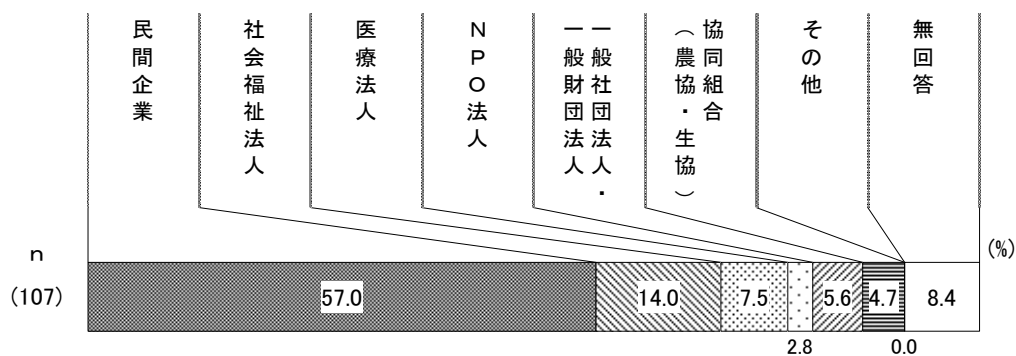 民間企業
社会福祉法人
医療法人
NPO法人
一般社団法人・
一般財団法人
協同組合
（農協・生協）
その他
無回答
(%)
n
(107)
57.0
14.0
7.5
2.8
5.6
4.7
0.0
8.4